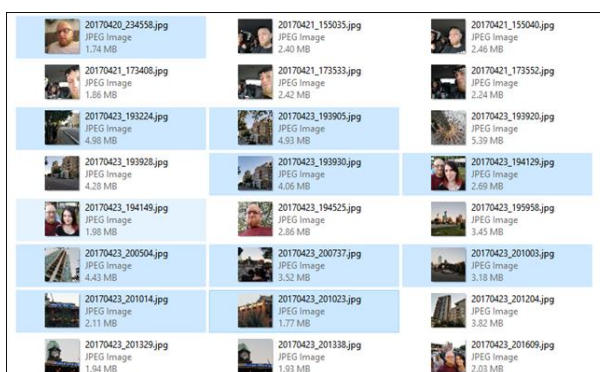 20170420_234558.jpg
JPEG Image
1.74 MB
20170421_155035.jpg
JPEG Image
2.40 MB
20170421_155040.jpg
JPEG Image
2.46 MB
20170421_173408.jpg
JPEG Image
1.86 MB
20170421_173533.jpg
JPEG Image
2.42 MB
20170421_173552.jpg
JPEG Image
2.24 MB
20170423_193224.jpg
JPEG Image
4.98 MB
20170423_193905.jpg
JPEG Image
4.93 MB
20170423_193920.jpg
JPEG Image
5.39 MB
20170423_193928.jpg
JPEG Image
4.28 MB
20170423_193930.jpg
JPEG Image
4.06 MB
20170423_194129.jpg
JPEG Image
2.69 MB
20170423_194149.jpg
JPEG Image
1.98 MB
20170423_194525.jpg
JPEG Image
2.86 MB
20170423_195958.jpg
JPEG Image
3.45 MB
20170423_200504.jpg
JPEG Image
4.43 MB
20170423_200737.jpg
JPEG Image
3.52 MB
20170423_201003.jpg
JPEG Image
3.18 MB
20170423_201014.jpg
JPEG Image
2.11 MB
20170423_201023.jpg
JPEG Image
1.77 MB
20170423_201204.jpg
JPEG Image
3.82 MB
20170423_201329.jpg
JPEG Image
1.94 MB
20170423_201338.jpg
JPEG Image
1.93 MB
20170423_201609.jpg
JPEG Image
2.03 MB